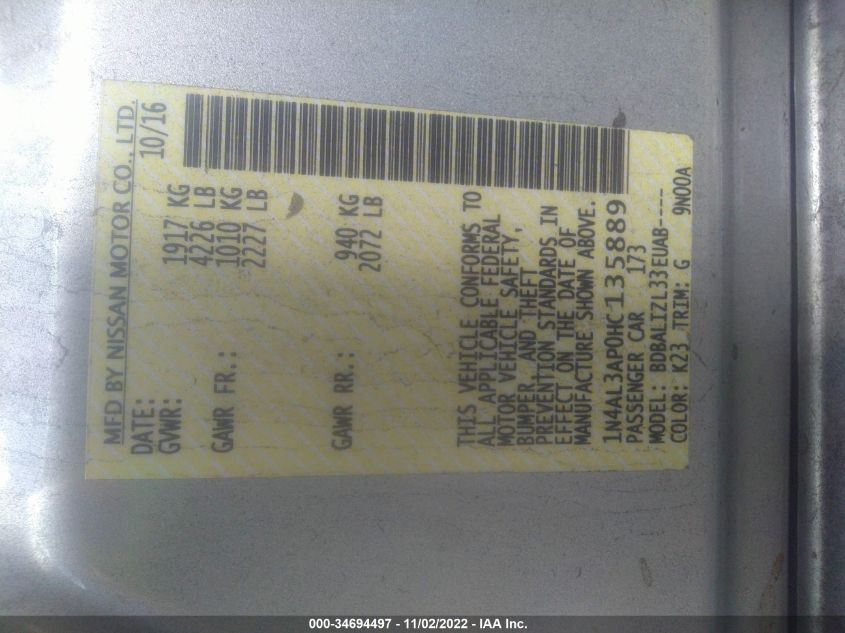 MFD BY NISSAN MOTOR CO., LTD.
DATE: 10/16
GVWR: 1917 KG
4226 LB
GAWR FR.: 1010 KG
2227 LB
GAWR RR.: 940 KG
2072 LB
THIS VEHICLE CONFORMS TO
ALL APPLICABLE FEDERAL
MOTOR VEHICLE SAFETY,
BUMPER, AND THEFT
PREVENTION STANDARDS IN
EFFECT ON THE DATE OF
MANUFACTURE SHOWN ABOVE.
1N4AL3AP0HC135889
PASSENGER CAR 173
MODEL: BDBALIZL33EUAB----
COLOR: K23 TRIM: G 9N00A
000-34694497 - 11/02/2022 - IAA Inc.